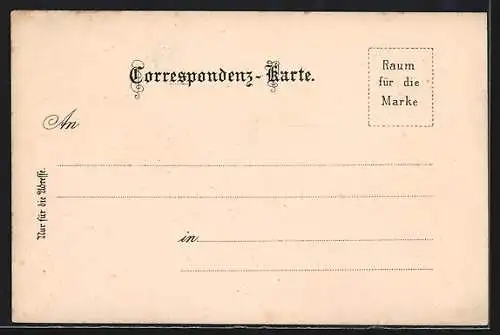 Correspondenz-Karte.
Raum
für die
Marke
An
Nur für die Adresse.
in